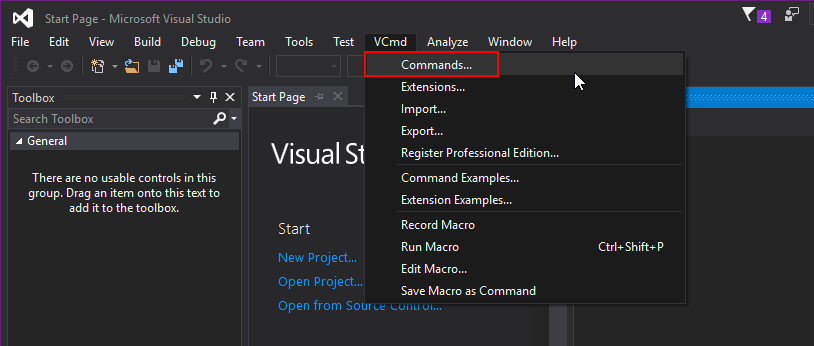 Start Page - Microsoft Visual Studio
4
File Edit View Build Debug Team Tools Test VCmd Analyze Window Help
Toolbox
Search Toolbox
General
There are no usable controls in this
group. Drag an item onto this text to
add it to the toolbox.
Start Page
Visual St
Start
New Project...
Open Project...
Open from Source Control...
Commands...
Extensions...
Import...
Export...
Register Professional Edition...
Command Examples...
Extension Examples...
Record Macro
Run Macro Ctrl+Shift+P
Edit Macro...
Save Macro as Command